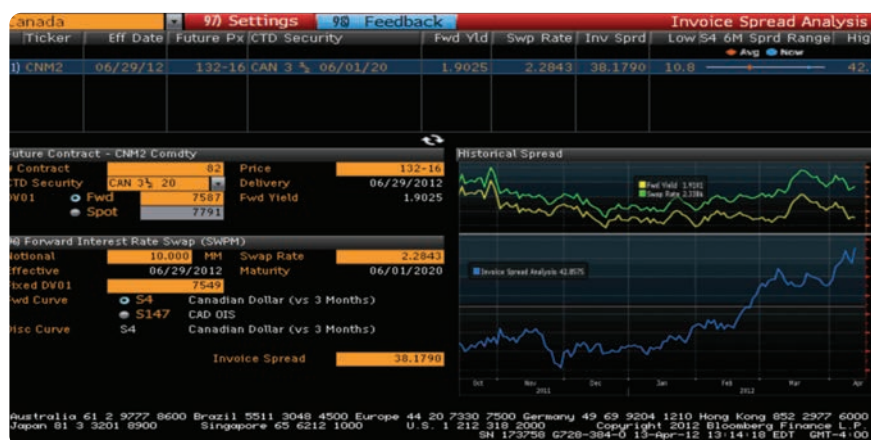 anada 97) Settings 98) Feedback Invoice Spread Analysis
Ticker Eff Date Future Px CTD Security Fwd Yld Swp Rate Inv Sprd Low S4 6M Sprd Range Hig
Avg Now
1) CNM2 06/29/12 132-16 CAN 3 ½ 06/01/20 1.9025 2.2843 38.1790 10.8 42.
uture Contract - CNM2 Comdty Historical Spread
Contract 82 Price 132-16
TD Security CAN 3½ 20 Delivery 06/29/2012
V01 Fwd 7587 Fwd Yield 1.9025
Spot 7791
Fwd Yield 1.9191
Swap Rate 2.3386
Forward Interest Rate Swap (SWPM)
otional 10.000 MM Swap Rate 2.2843
ffective 06/29/2012 Maturity 06/01/2020
ixed DV01 7549
wd Curve S4 Canadian Dollar (vs 3 Months)
S147 CAD OIS
isc Curve S4 Canadian Dollar (vs 3 Months)
Invoice Spread 38.1790
Invoice Spread Analysis 42.8575
Oct Nov Dec Jan Feb Mar Apr
2011 2012
Australia 61 2 9777 8600 Brazil 5511 3048 4500 Europe 44 20 7330 7500 Germany 49 69 9204 1210 Hong Kong 852 2977 6000
Japan 81 3 3201 8900 Singapore 65 6212 1000 U.S. 1 212 318 2000 Copyright 2012 Bloomberg Finance L.P.
SN 173758 G728-384-0 13-Apr-12 13:14:18 EDT GMT-4:00